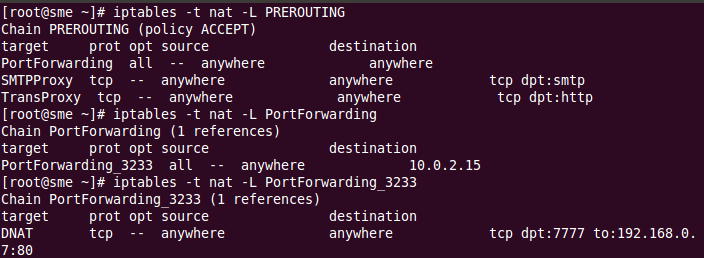 [root@sme ~]# iptables -t nat -L PREROUTING
Chain PREROUTING (policy ACCEPT)
target     prot opt source               destination
PortForwarding  all  --  anywhere             anywhere
SMTPProxy  tcp  --  anywhere             anywhere            tcp dpt:smtp
TransProxy  tcp  --  anywhere             anywhere            tcp dpt:http
[root@sme ~]# iptables -t nat -L PortForwarding
Chain PortForwarding (1 references)
target     prot opt source               destination
PortForwarding_3233  all  --  anywhere             10.0.2.15
[root@sme ~]# iptables -t nat -L PortForwarding_3233
Chain PortForwarding_3233 (1 references)
target     prot opt source               destination
DNAT       tcp  --  anywhere             anywhere            tcp dpt:7777 to:192.168.0.
7:80